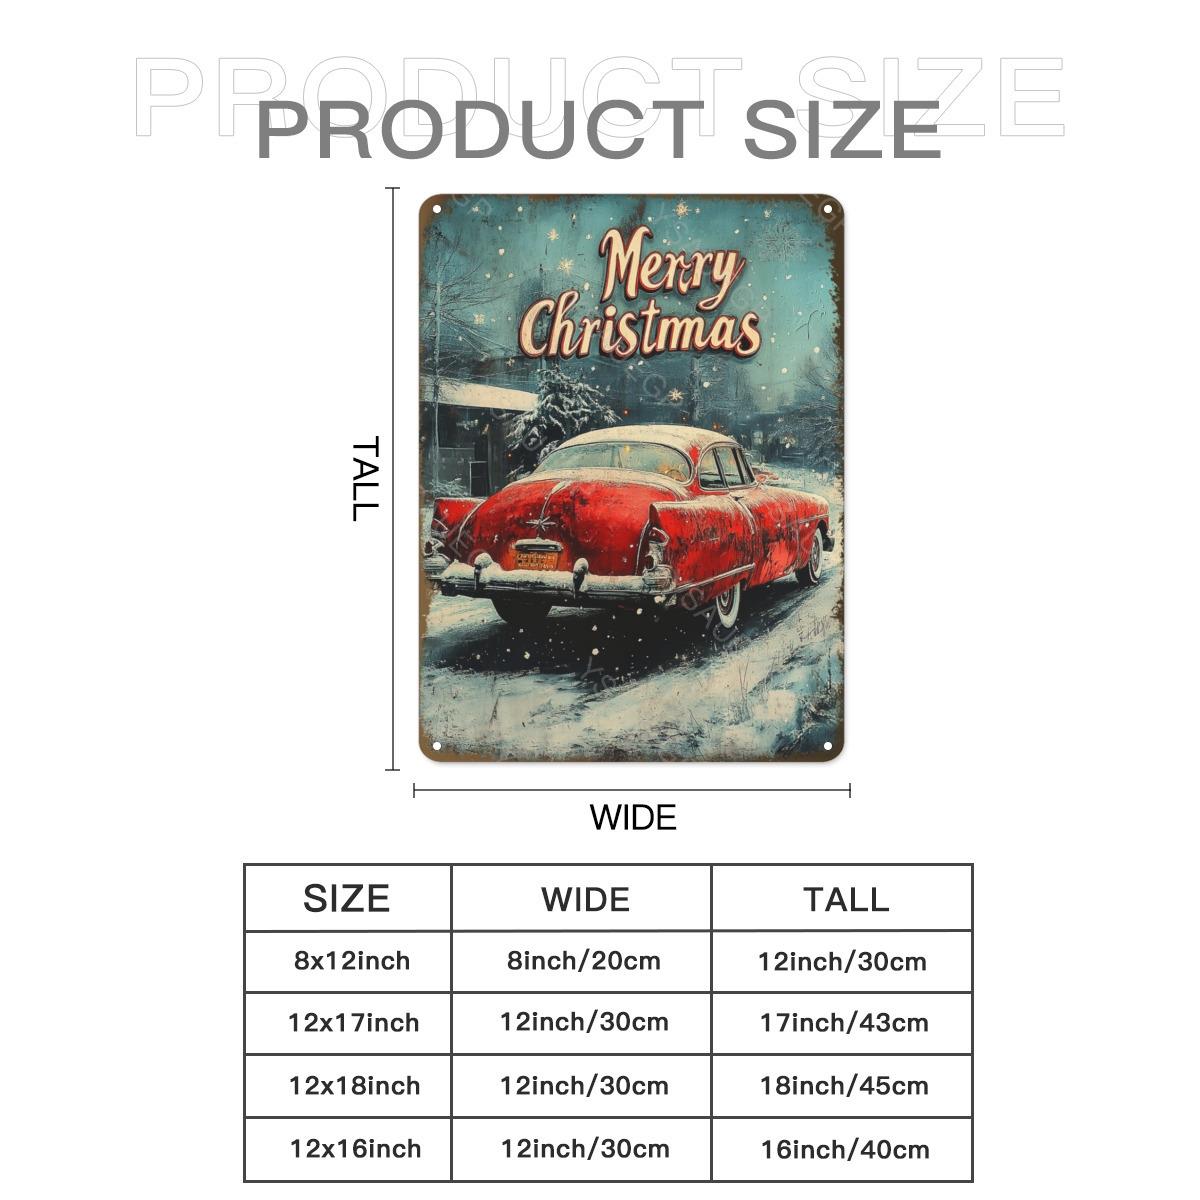 PRODUCT SIZE
PRODUCT SIZE
Merry
Christmas
TALL
WIDE
SIZE WIDE TALL
8x12inch 8inch/20cm 12inch/30cm
12x17inch 12inch/30cm 17inch/43cm
12x18inch 12inch/30cm 18inch/45cm
12x16inch 12inch/30cm 16inch/40cm